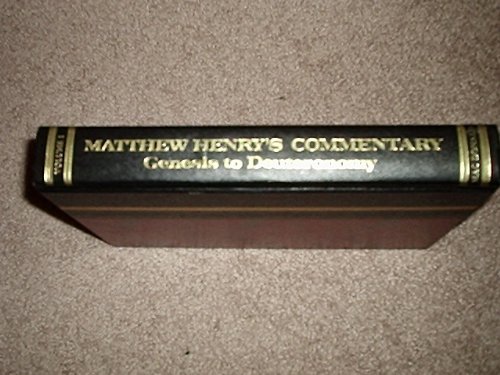 MATTHEW HENRY'S COMMENTARY
Genesis to Deuteronomy